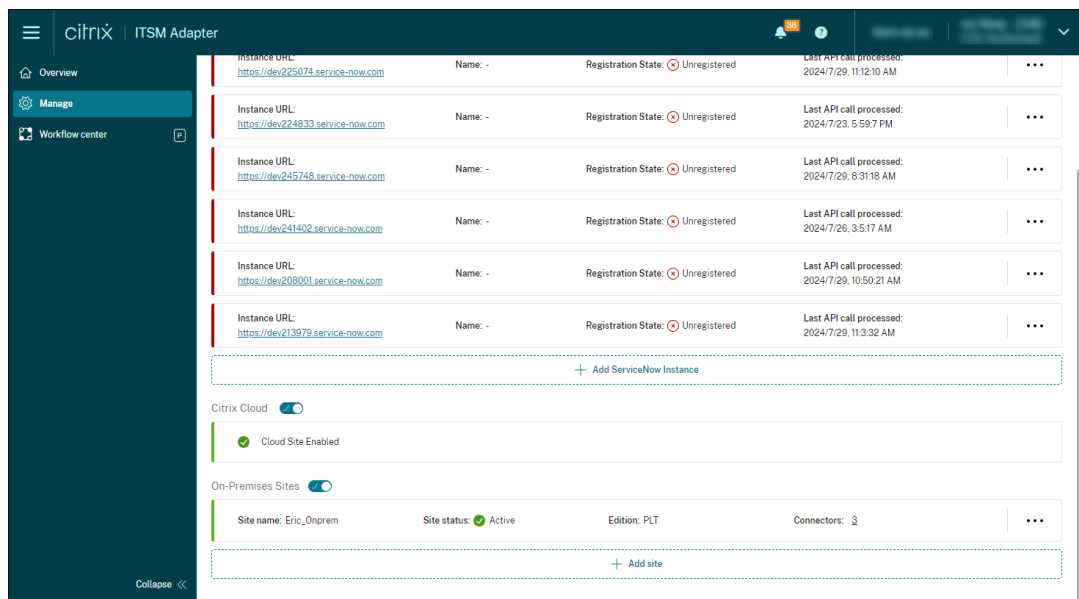 citrix | ITSM Adapter
38
?
Overview
Manage
Workflow center P
Instance URL:
https://dev225074.service-now.com
Name: -
Registration State: Unregistered
Last API call processed:
2024/7/29, 11:12:10 AM
Instance URL:
https://dev224833.service-now.com
Name: -
Registration State: Unregistered
Last API call processed:
2024/7/23, 5:59:7 PM
Instance URL:
https://dev245748.service-now.com
Name: -
Registration State: Unregistered
Last API call processed:
2024/7/29, 8:31:18 AM
Instance URL:
https://dev241402.service-now.com
Name: -
Registration State: Unregistered
Last API call processed:
2024/7/26, 3:5:17 AM
Instance URL:
https://dev208001.service-now.com
Name: -
Registration State: Unregistered
Last API call processed:
2024/7/29, 10:50:21 AM
Instance URL:
https://dev213979.service-now.com
Name: -
Registration State: Unregistered
Last API call processed:
2024/7/29, 11:3:32 AM
+ Add ServiceNow Instance
Citrix Cloud
Cloud Site Enabled
On-Premises Sites
Site name: Eric_Onprem
Site status: Active
Edition: PLT
Connectors: 3
+ Add site
Collapse